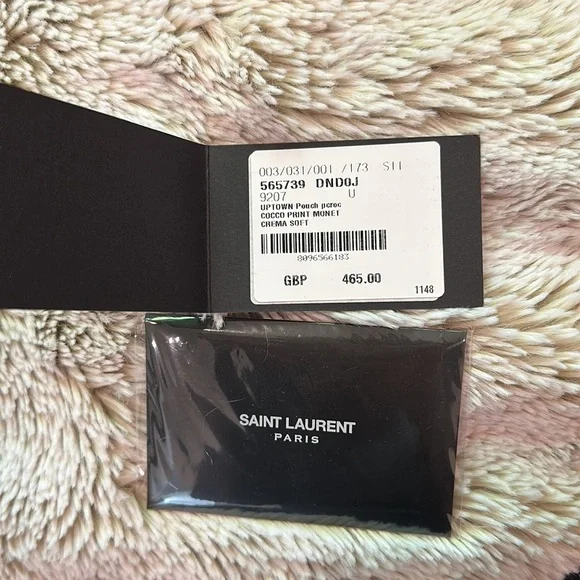 003/031/001 /173 S11
565739 DND0J
9207 U
UPTOWN Pouch pcroc
COCCO PRINT MONET
CREMA SOFT
8096566183
GBP 465.00
1148
SAINT LAURENT
PARIS